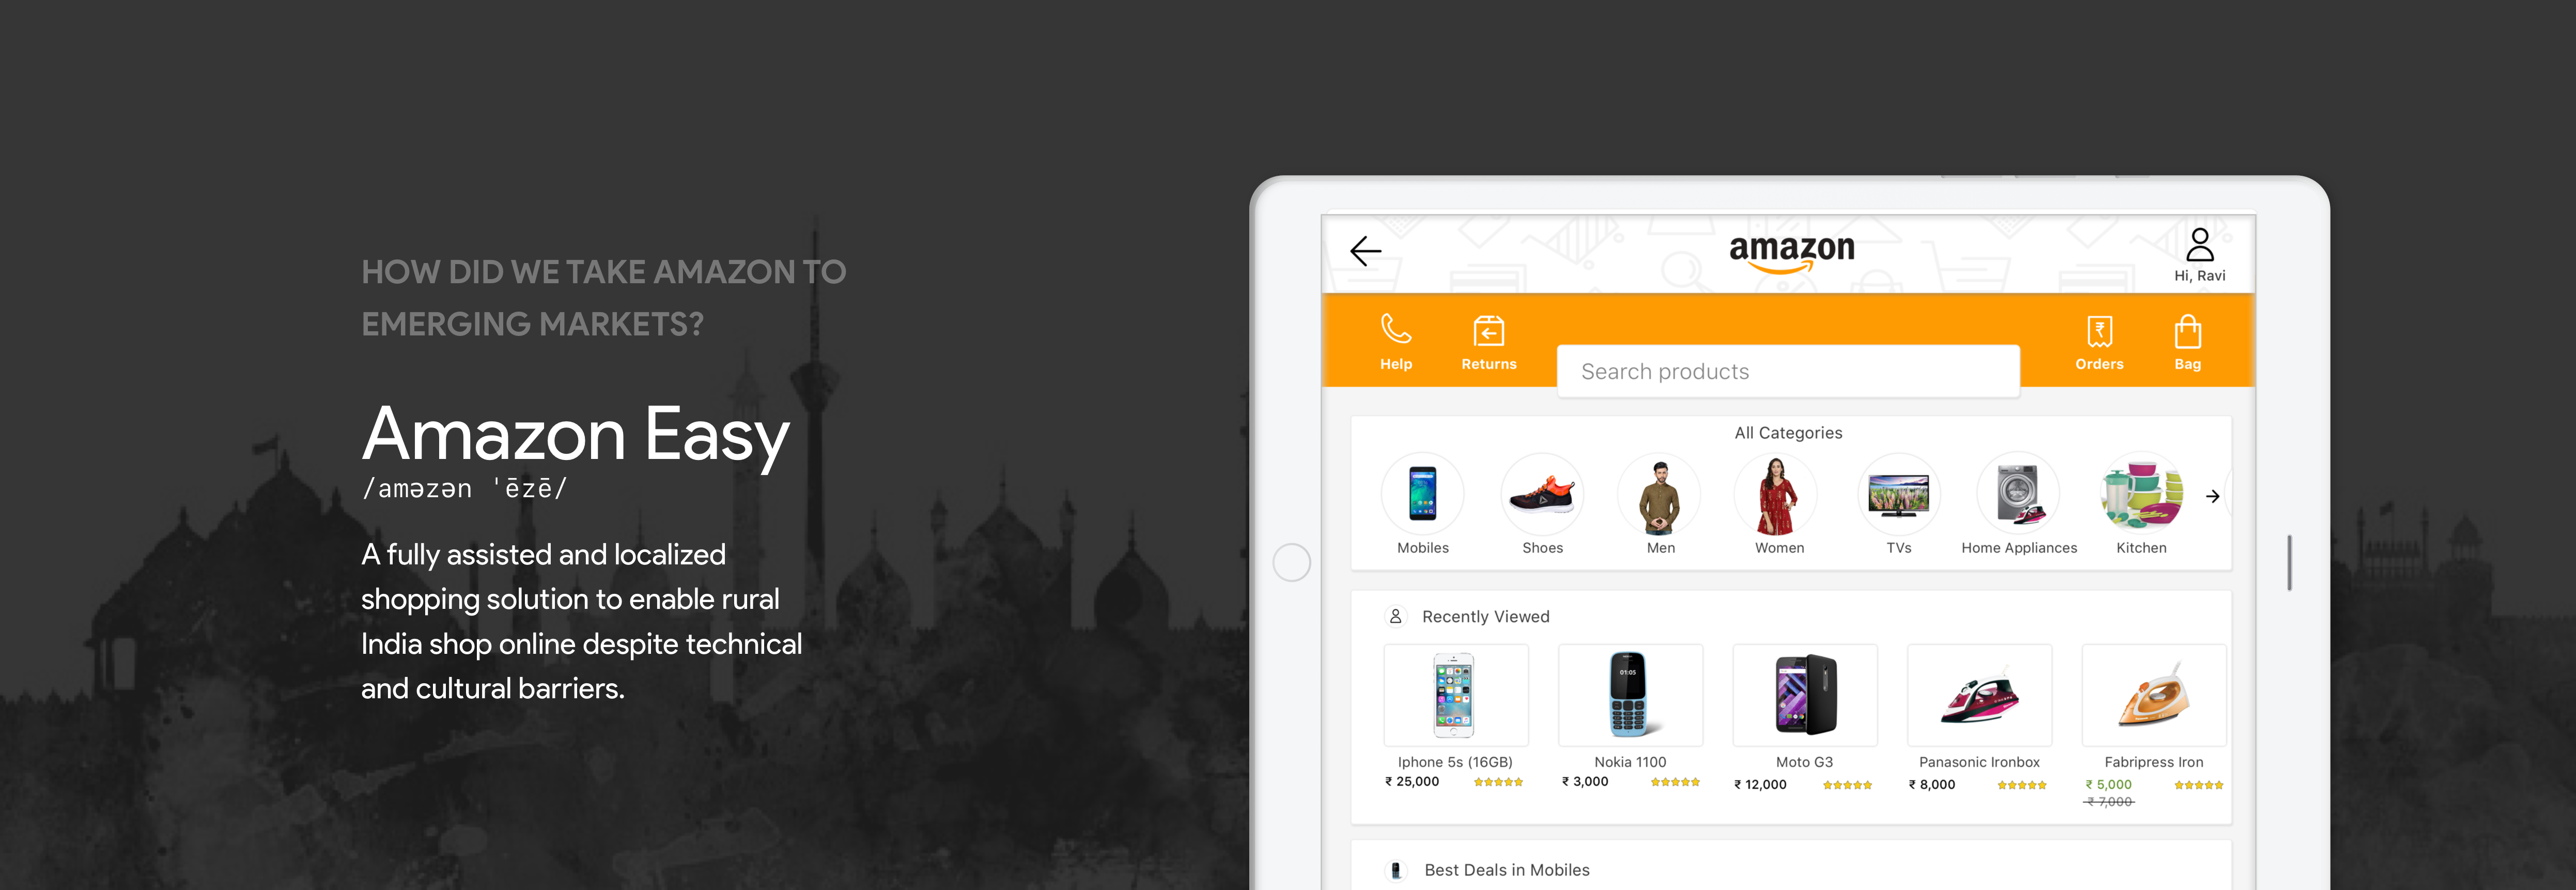 HOW DID WE TAKE AMAZON TO
EMERGING MARKETS?
Amazon Easy
/aməzən ˈēzē/
A fully assisted and localized
shopping solution to enable rural
India shop online despite technical
and cultural barriers.
amazon
Hi, Ravi
Help
Returns
Search products
Orders
Bag
All Categories
Mobiles
Shoes
Men
Women
TVs
Home Appliances
Kitchen
Recently Viewed
01:05
Iphone 5s (16GB)
₹ 25,000
Nokia 1100
₹ 3,000
Moto G3
₹ 12,000
Panasonic Ironbox
₹ 8,000
Fabripress Iron
₹ 5,000
₹ 7,000
Best Deals in Mobiles